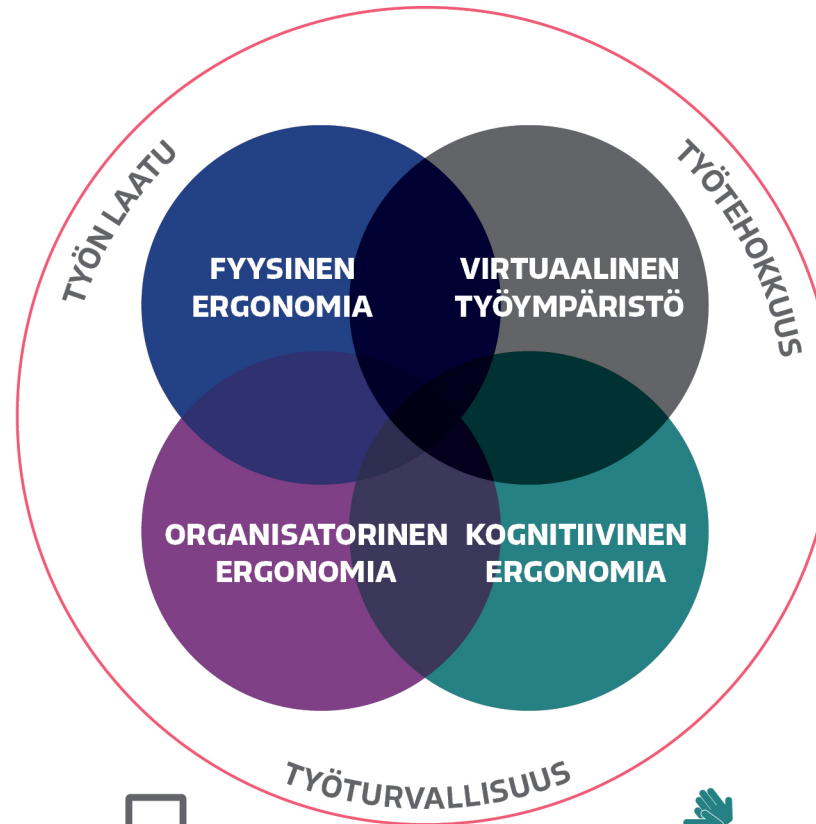 TYÖN LAATU
TYÖTEHOKKUUS
FYYSINEN
ERGONOMIA
VIRTUAALINEN
TYÖYMPÄRISTÖ
ORGANISATORINEN
ERGONOMIA
KOGNITIIVINEN
ERGONOMIA
TYÖTURVALLISUUS